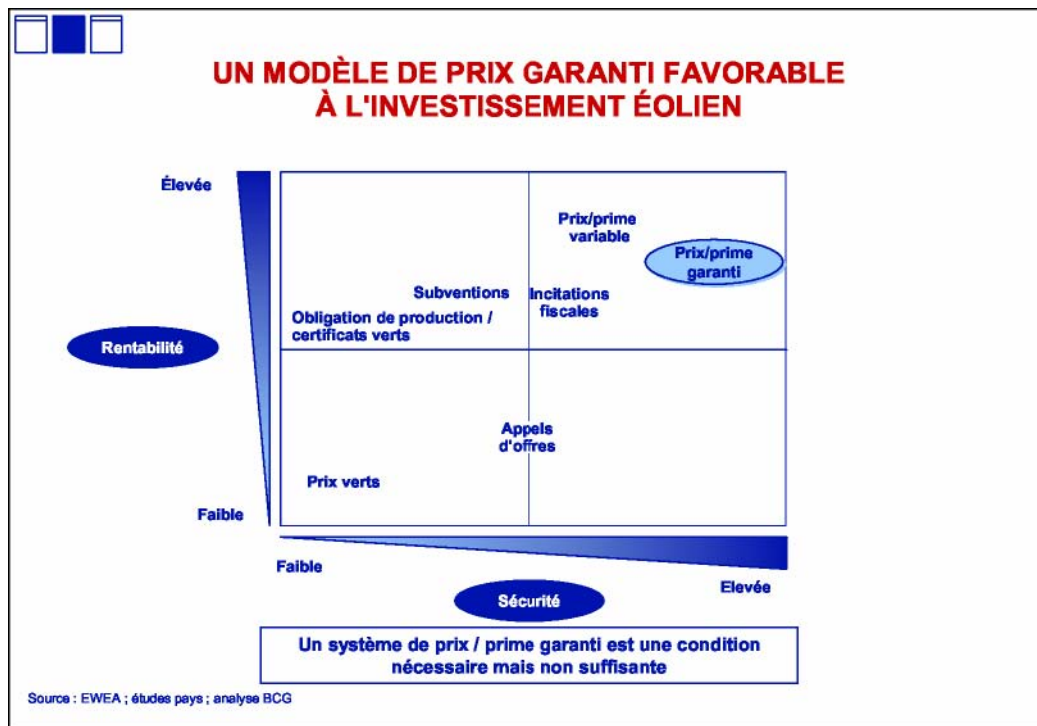 UN MODÈLE DE PRIX GARANTI FAVORABLE
À L'INVESTISSEMENT ÉOLIEN
Élevée
Prix/prime
variable
Prix/prime
garanti
Subventions
Incitations
fiscales
Obligation de production /
certificats verts
Rentabilité
Appels
d'offres
Prix verts
Faible
Faible
Elevée
Sécurité
Un système de prix / prime garanti est une condition
nécessaire mais non suffisante
Source : EWEA ; études pays ; analyse BCG